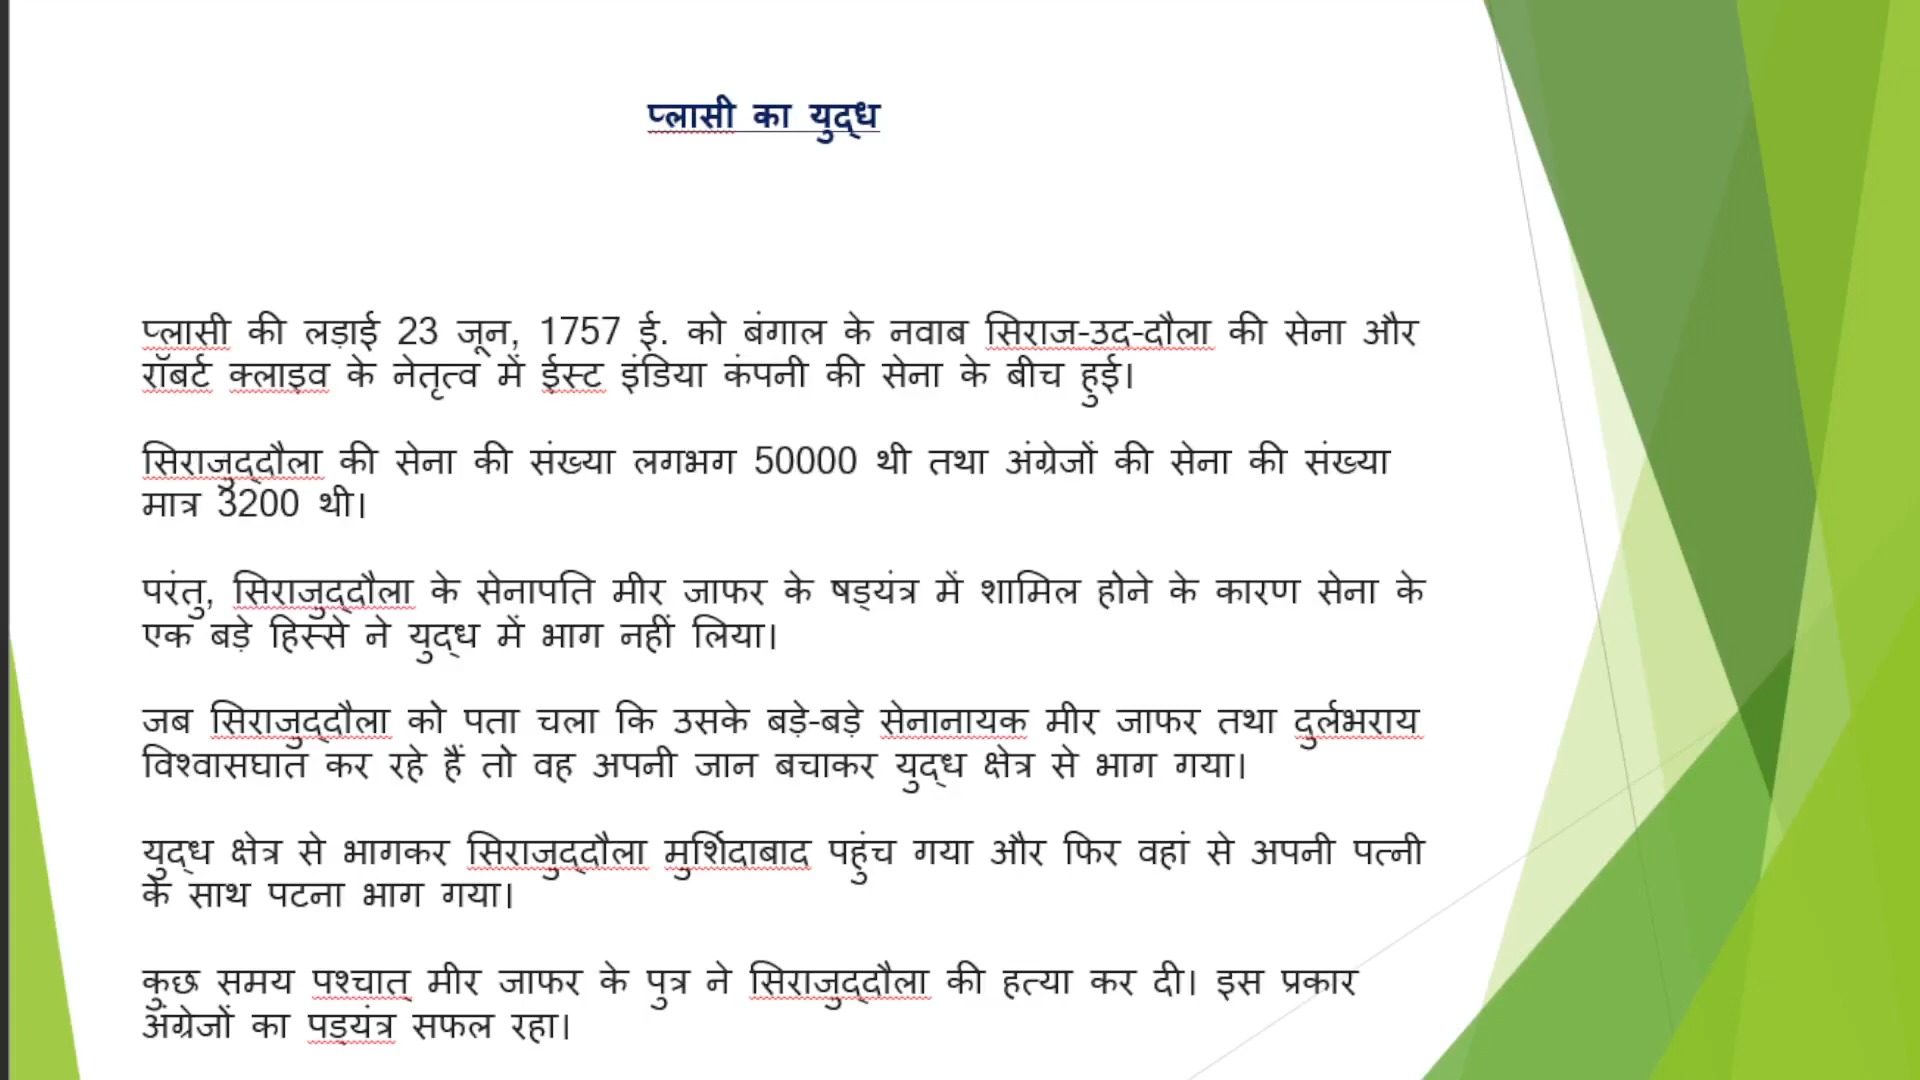 प्लासी का युद्ध
प्लासी की लड़ाई 23 जून, 1757 ई. को बंगाल के नवाब सिराज-उद-दौला की सेना और
रॉबर्ट क्लाइव के नेतृत्व में ईस्ट इंडिया कंपनी की सेना के बीच हुई।
सिराजुद्दौला की सेना की संख्या लगभग 50000 थी तथा अंग्रेजों की सेना की संख्या
मात्र 3200 थी।
परंतु, सिराजुद्दौला के सेनापति मीर जाफर के षड्यंत्र में शामिल होने के कारण सेना के
एक बड़े हिस्से ने युद्ध में भाग नहीं लिया।
जब सिराजुद्दौला को पता चला कि उसके बड़े-बड़े सेनानायक मीर जाफर तथा दुर्लभराय
विश्वासघात कर रहे हैं तो वह अपनी जान बचाकर युद्ध क्षेत्र से भाग गया।
युद्ध क्षेत्र से भागकर सिराजुद्दौला मुर्शिदाबाद पहुंच गया और फिर वहां से अपनी पत्नी
के साथ पटना भाग गया।
कुछ समय पश्चात् मीर जाफर के पुत्र ने सिराजुद्दौला की हत्या कर दी। इस प्रकार
अंग्रेजों का पड्यंत्र सफल रहा।